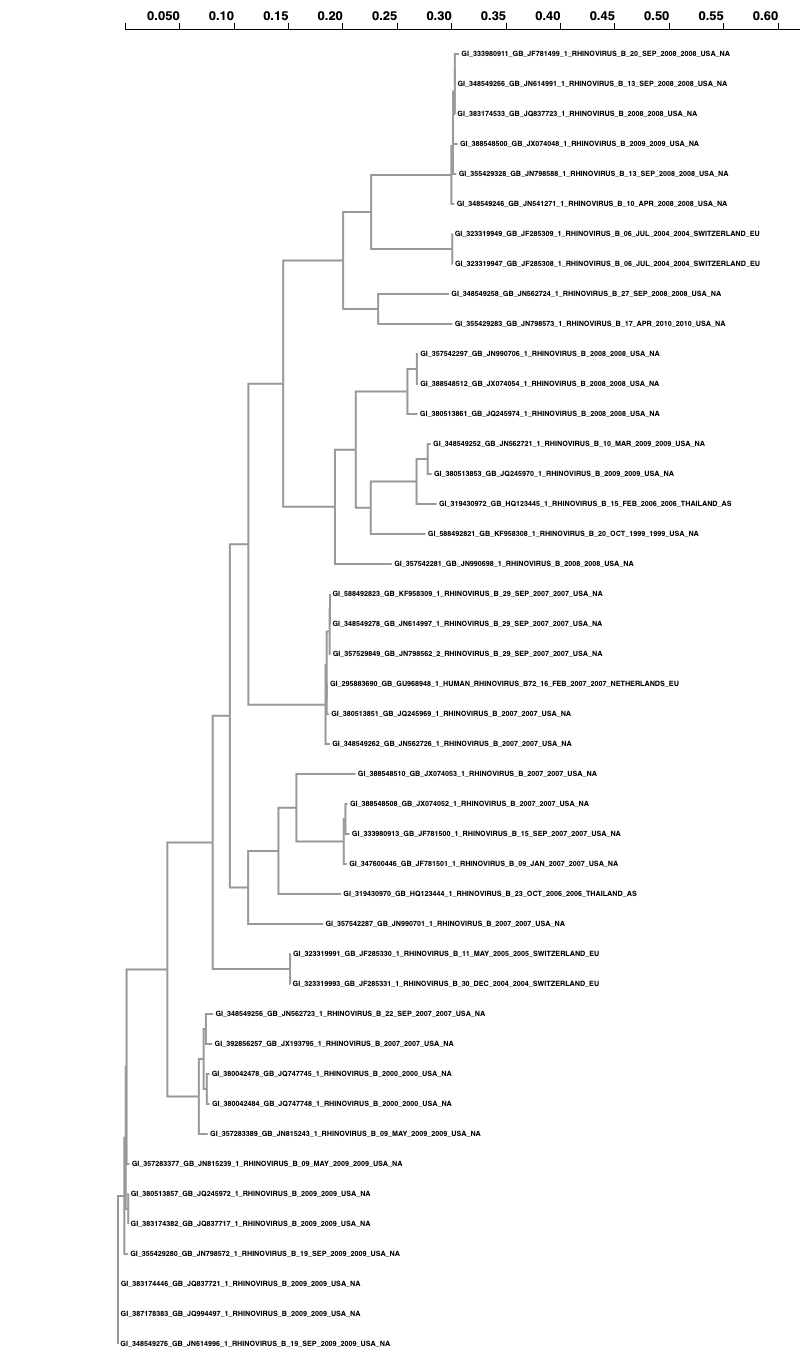 0.050 0.10 0.15 0.20 0.25 0.30 0.35 0.40 0.45 0.50 0.55 0.60
GI_333980911_GB_JF781499_1_RHINOVIRUS_B_20_SEP_2008_2008_USA_NA
GI_348549266_GB_JN614991_1_RHINOVIRUS_B_13_SEP_2008_2008_USA_NA
GI_383174533_GB_JQ837723_1_RHINOVIRUS_B_2008_2008_USA_NA
GI_388548500_GB_JX074048_1_RHINOVIRUS_B_2009_2009_USA_NA
GI_355429328_GB_JN798588_1_RHINOVIRUS_B_13_SEP_2008_2008_USA_NA
GI_348549246_GB_JN541271_1_RHINOVIRUS_B_10_APR_2008_2008_USA_NA
GI_323319949_GB_JF285309_1_RHINOVIRUS_B_06_JUL_2004_2004_SWITZERLAND_EU
GI_323319947_GB_JF285308_1_RHINOVIRUS_B_06_JUL_2004_2004_SWITZERLAND_EU
GI_348549258_GB_JN562724_1_RHINOVIRUS_B_27_SEP_2008_2008_USA_NA
GI_355429283_GB_JN798573_1_RHINOVIRUS_B_17_APR_2010_2010_USA_NA
GI_357542297_GB_JN990706_1_RHINOVIRUS_B_2008_2008_USA_NA
GI_388548512_GB_JX074054_1_RHINOVIRUS_B_2008_2008_USA_NA
GI_380513861_GB_JQ245974_1_RHINOVIRUS_B_2008_2008_USA_NA
GI_348549252_GB_JN562721_1_RHINOVIRUS_B_10_MAR_2009_2009_USA_NA
GI_380513853_GB_JQ245970_1_RHINOVIRUS_B_2009_2009_USA_NA
GI_319430972_GB_HQ123445_1_RHINOVIRUS_B_15_FEB_2006_2006_THAILAND_AS
GI_588492821_GB_KF958308_1_RHINOVIRUS_B_20_OCT_1999_1999_USA_NA
GI_357542281_GB_JN990698_1_RHINOVIRUS_B_2008_2008_USA_NA
GI_588492823_GB_KF958309_1_RHINOVIRUS_B_29_SEP_2007_2007_USA_NA
GI_348549278_GB_JN614997_1_RHINOVIRUS_B_29_SEP_2007_2007_USA_NA
GI_357529849_GB_JN798562_2_RHINOVIRUS_B_29_SEP_2007_2007_USA_NA
GI_295883690_GB_GU968948_1_HUMAN_RHINOVIRUS_B72_16_FEB_2007_2007_NETHERLANDS_EU
GI_380513851_GB_JQ245969_1_RHINOVIRUS_B_2007_2007_USA_NA
GI_348549262_GB_JN562726_1_RHINOVIRUS_B_2007_2007_USA_NA
GI_388548510_GB_JX074053_1_RHINOVIRUS_B_2007_2007_USA_NA
GI_388548508_GB_JX074052_1_RHINOVIRUS_B_2007_2007_USA_NA
GI_333980913_GB_JF781500_1_RHINOVIRUS_B_15_SEP_2007_2007_USA_NA
GI_347600446_GB_JF781501_1_RHINOVIRUS_B_09_JAN_2007_2007_USA_NA
GI_319430970_GB_HQ123444_1_RHINOVIRUS_B_23_OCT_2006_2006_THAILAND_AS
GI_357542287_GB_JN990701_1_RHINOVIRUS_B_2007_2007_USA_NA
GI_323319991_GB_JF285330_1_RHINOVIRUS_B_11_MAY_2005_2005_SWITZERLAND_EU
GI_323319993_GB_JF285331_1_RHINOVIRUS_B_30_DEC_2004_2004_SWITZERLAND_EU
GI_348549256_GB_JN562723_1_RHINOVIRUS_B_22_SEP_2007_2007_USA_NA
GI_392856257_GB_JX193795_1_RHINOVIRUS_B_2007_2007_USA_NA
GI_380042478_GB_JQ747745_1_RHINOVIRUS_B_2000_2000_USA_NA
GI_380042484_GB_JQ747748_1_RHINOVIRUS_B_2000_2000_USA_NA
GI_357283389_GB_JN815243_1_RHINOVIRUS_B_09_MAY_2009_2009_USA_NA
GI_357283377_GB_JN815239_1_RHINOVIRUS_B_09_MAY_2009_2009_USA_NA
GI_380513857_GB_JQ245972_1_RHINOVIRUS_B_2009_2009_USA_NA
GI_383174382_GB_JQ837717_1_RHINOVIRUS_B_2009_2009_USA_NA
GI_355429280_GB_JN798572_1_RHINOVIRUS_B_19_SEP_2009_2009_USA_NA
GI_383174446_GB_JQ837721_1_RHINOVIRUS_B_2009_2009_USA_NA
GI_387178383_GB_JQ994497_1_RHINOVIRUS_B_2009_2009_USA_NA
GI_348549276_GB_JN614996_1_RHINOVIRUS_B_19_SEP_2009_2009_USA_NA